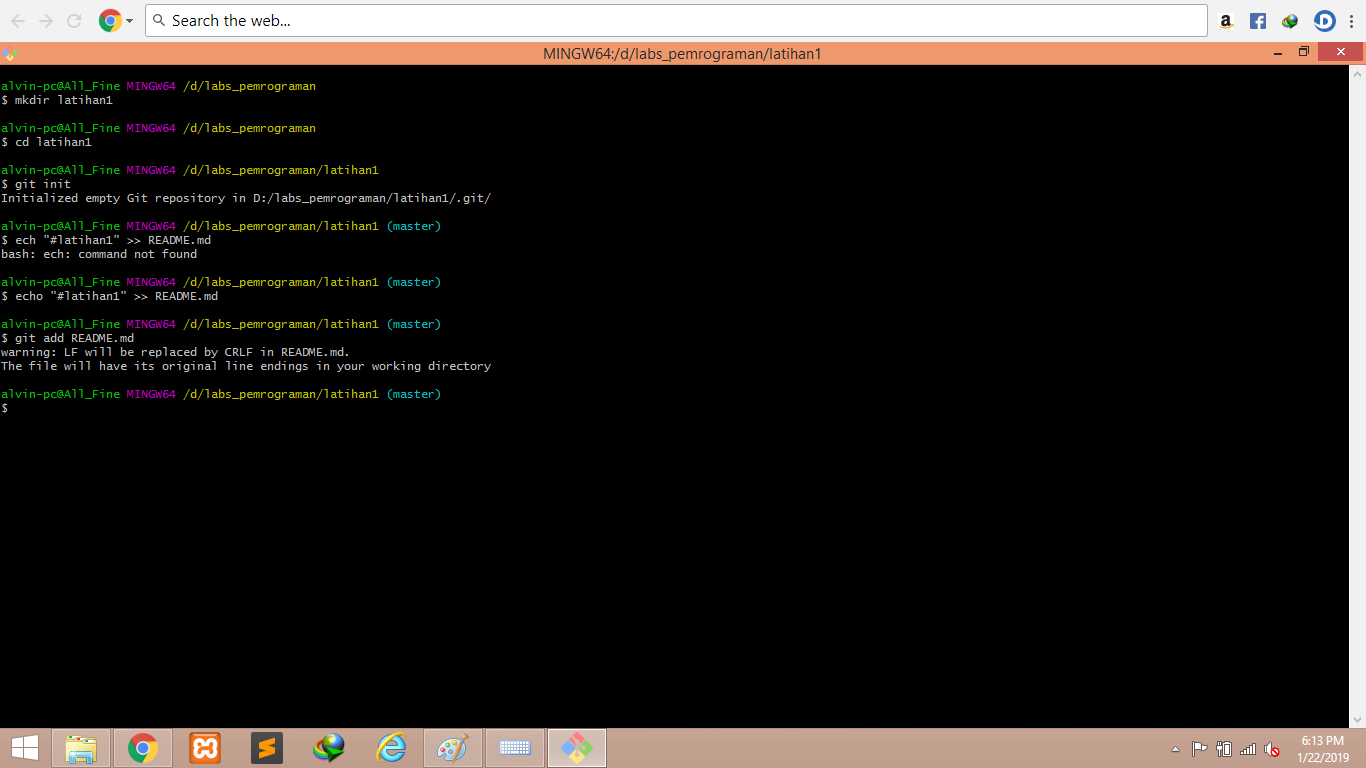 Search the web...
MINGW64:/d/labs_pemrograman/latihan1
alvin-pc@All_Fine MINGW64 /d/labs_pemrograman
$ mkdir latihan1
alvin-pc@All_Fine MINGW64 /d/labs_pemrograman
$ cd latihan1
alvin-pc@All_Fine MINGW64 /d/labs_pemrograman/latihan1
$ git init
Initialized empty Git repository in D:/labs_pemrograman/latihan1/.git/
alvin-pc@All_Fine MINGW64 /d/labs_pemrograman/latihan1 (master)
$ ech "#latihan1" >> README.md
bash: ech: command not found
alvin-pc@All_Fine MINGW64 /d/labs_pemrograman/latihan1 (master)
$ echo "#latihan1" >> README.md
alvin-pc@All_Fine MINGW64 /d/labs_pemrograman/latihan1 (master)
$ git add README.md
warning: LF will be replaced by CRLF in README.md.
The file will have its original line endings in your working directory
alvin-pc@All_Fine MINGW64 /d/labs_pemrograman/latihan1 (master)
$
6:13 PM
1/22/2019